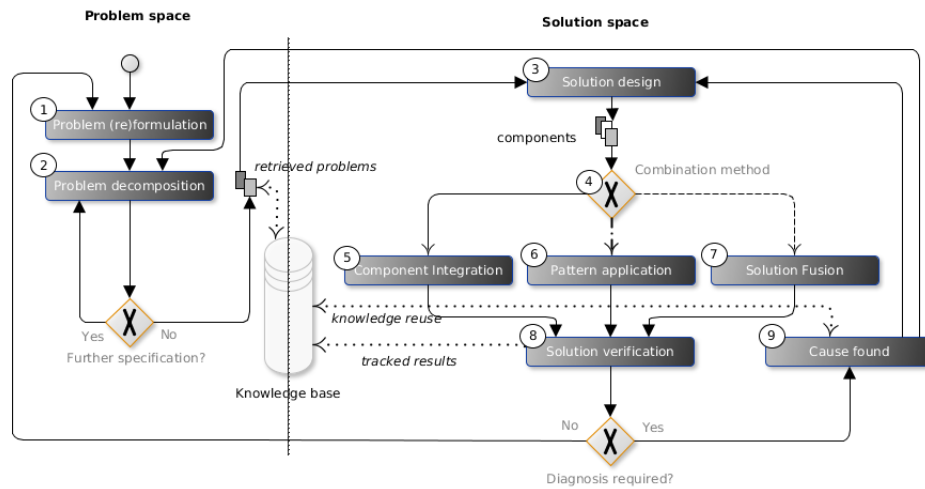 Problem space
Solution space
1
Problem (re)formulation
2
Problem decomposition
retrieved problems
3
Solution design
components
4
Combination method
5
Component Integration
6
Pattern application
7
Solution Fusion
knowledge reuse
tracked results
8
Solution verification
9
Cause found
Yes
No
Further specification?
Knowledge base
No
Yes
Diagnosis required?